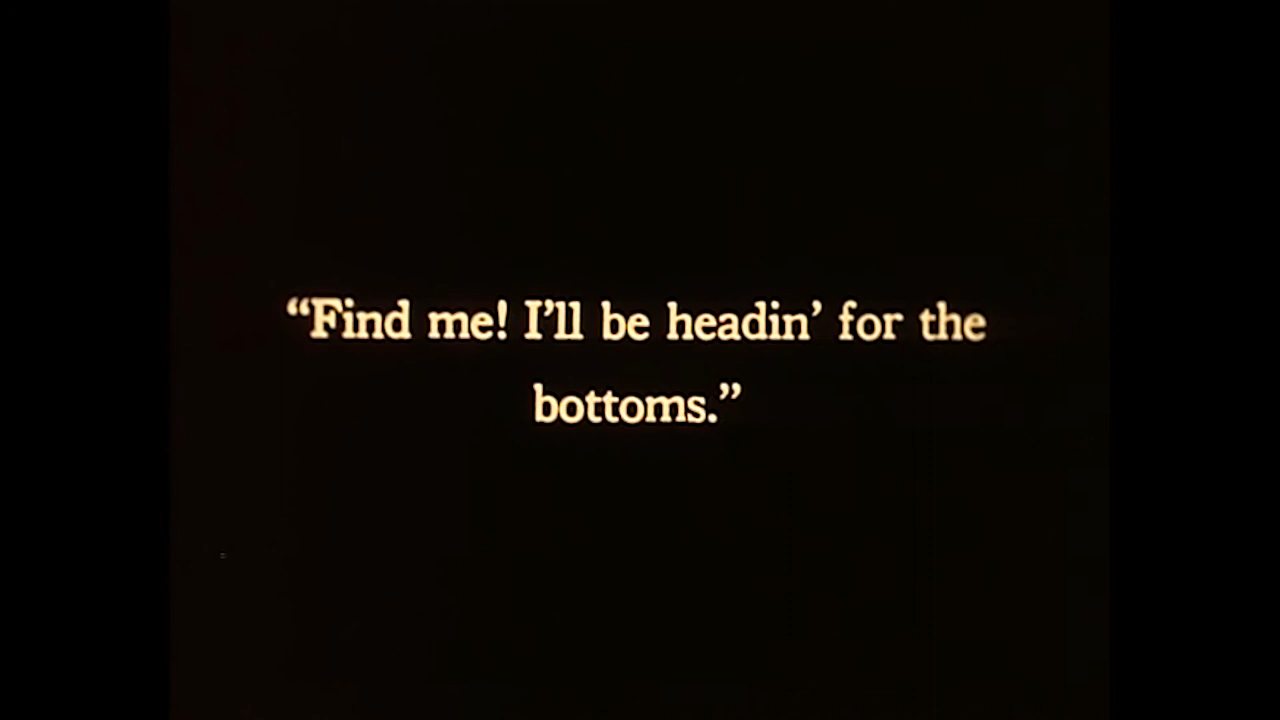 “Find me! I’ll be headin’ for the
bottoms.”